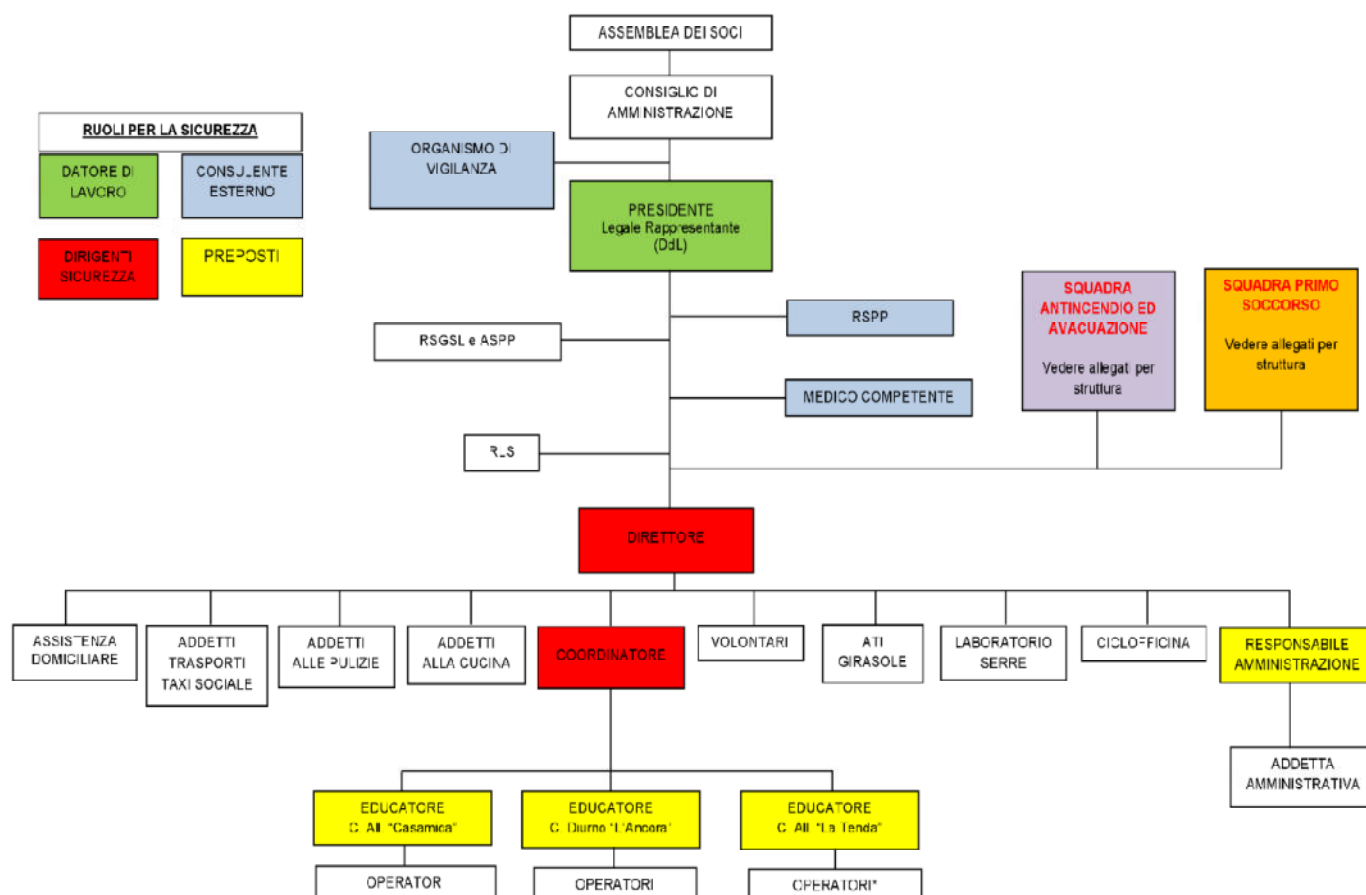 ASSEMBLEA DEI SOCI
CONSIGLIO DI
AMMINISTRAZIONE
RUOLI PER LA SICUREZZA
DATORE DI
LAVORO
CONSULENTE
ESTERNO
DIRIGENTI
SICUREZZA
PREPOSTI
ORGANISMO DI
VIGILANZA
PRESIDENTE
Legale Rappresentante
(DdL)
RSPP
RSGSL e ASPP
MEDICO COMPETENTE
RLS
SQUADRA
ANTINCENDIO ED
AVACUAZIONE
Vedere allegati per
struttura
SQUADRA PRIMO
SOCCORSO
Vedere allegati per
struttura
DIRETTORE
ASSISTENZA
DOMICILIARE
ADDETTI
TRASPORTI
TAXI SOCIALE
ADDETTI
ALLE PULIZIE
ADDETTI
ALLA CUCINA
COORDINATORE
VOLONTARI
ATI
GIRASOLE
LABORATORIO
SERRE
CICLOFFICINA
RESPONSABILE
AMMINISTRAZIONE
ADDETTA
AMMINISTRATIVA
EDUCATORE
C. All. "Casamica"
EDUCATORE
C. Diurno "L'Ancora"
EDUCATORE
C. All. "La Tenda"
OPERATOR
OPERATORI
OPERATORI*